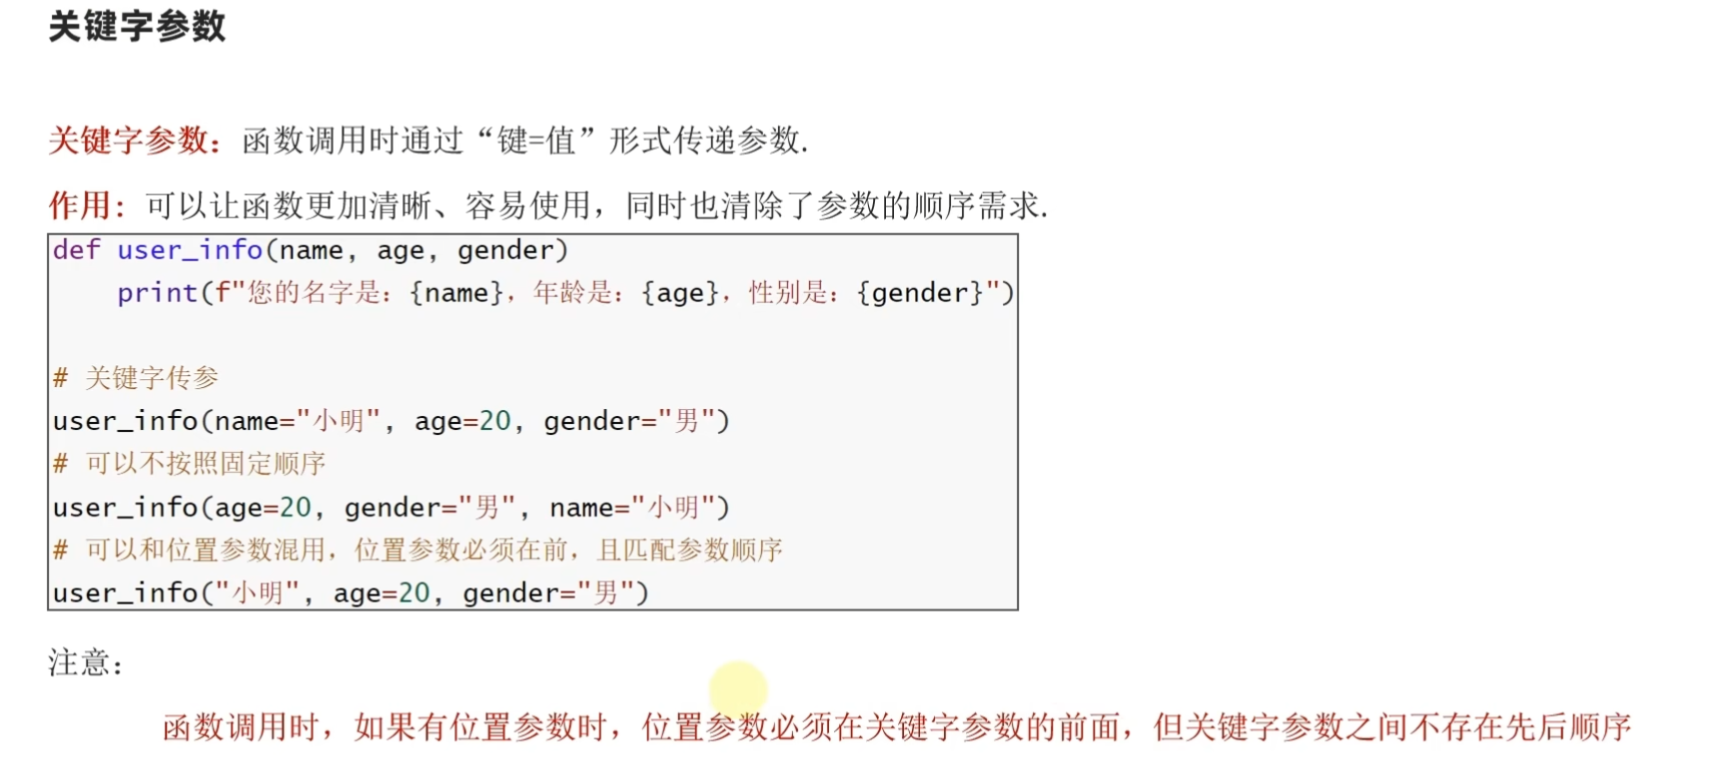 关键字参数
关键字参数：函数调用时通过“键=值”形式传递参数.
作用：可以让函数更加清晰、容易使用，同时也清除了参数的顺序需求.
def user_info(name, age, gender)
    print(f"您的名字是：{name}，年龄是：{age}，性别是：{gender}")
# 关键字传参
user_info(name="小明", age=20, gender="男")
# 可以不按照固定顺序
user_info(age=20, gender="男", name="小明")
# 可以和位置参数混用，位置参数必须在前，且匹配参数顺序
user_info("小明", age=20, gender="男")
注意：
函数调用时，如果有位置参数时，位置参数必须在关键字参数的前面，但关键字参数之间不存在先后顺序